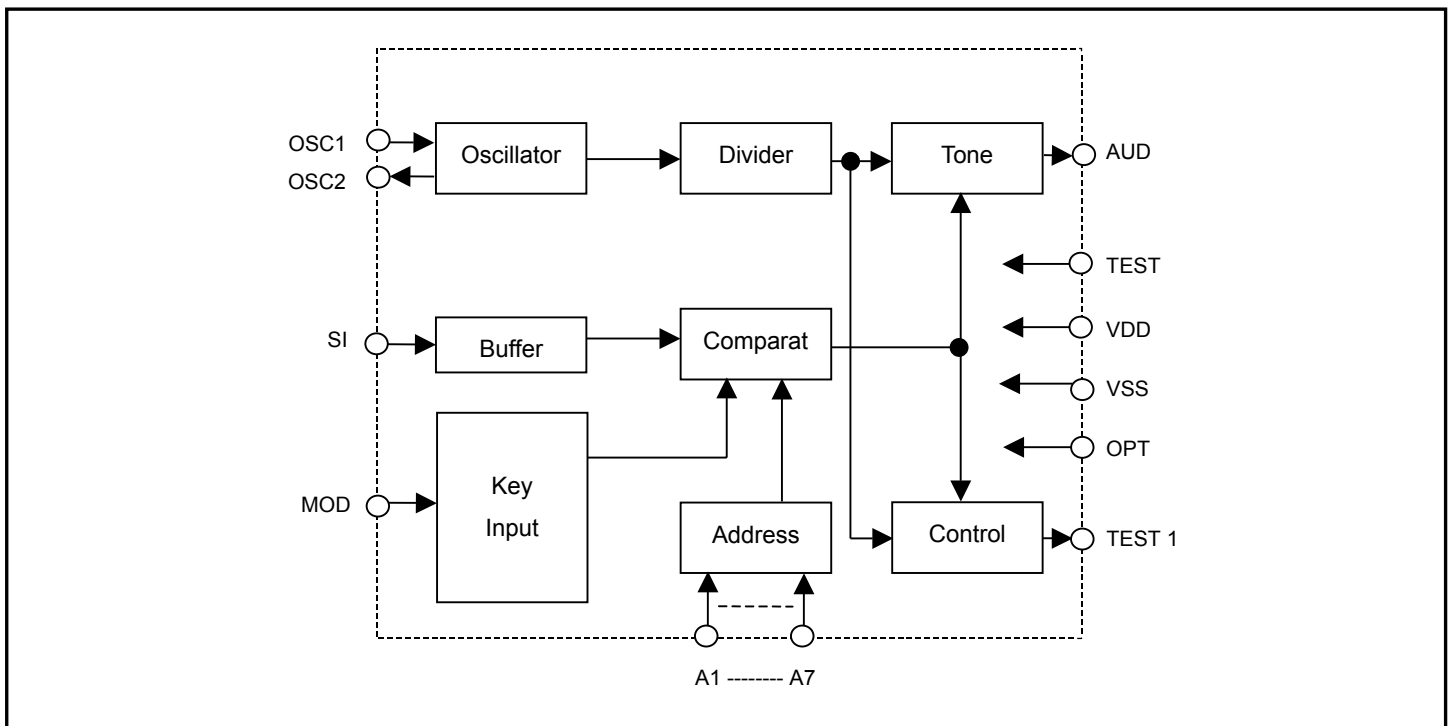 OSC1
OSC2
Oscillator
Divider
Tone
AUD
TEST
SI
Buffer
Comparat
VDD
VSS
OPT
MOD
Key
Input
Address
Control
TEST 1
A1 -------- A7